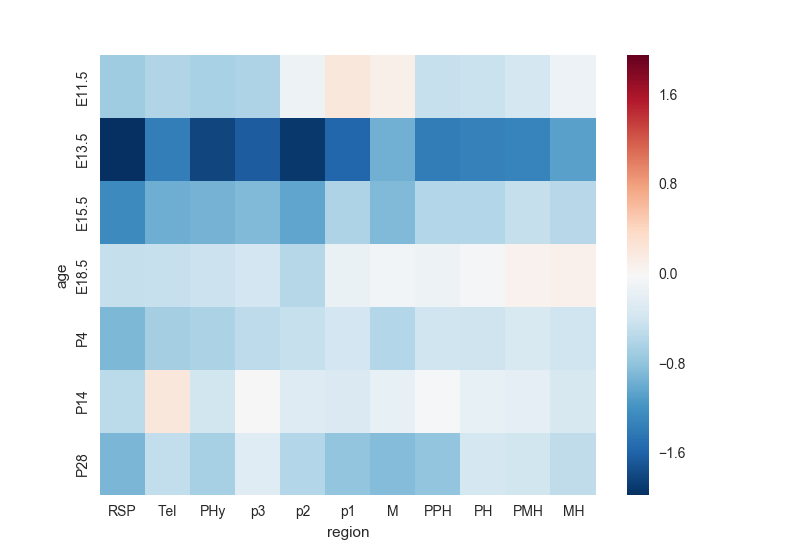 E11.5
E13.5
E15.5
E18.5
P4
P14
P28
age
RSP Tel PHy p3 p2 p1 M PPH PH PMH MH
region
1.6
0.8
0.0
−0.8
−1.6